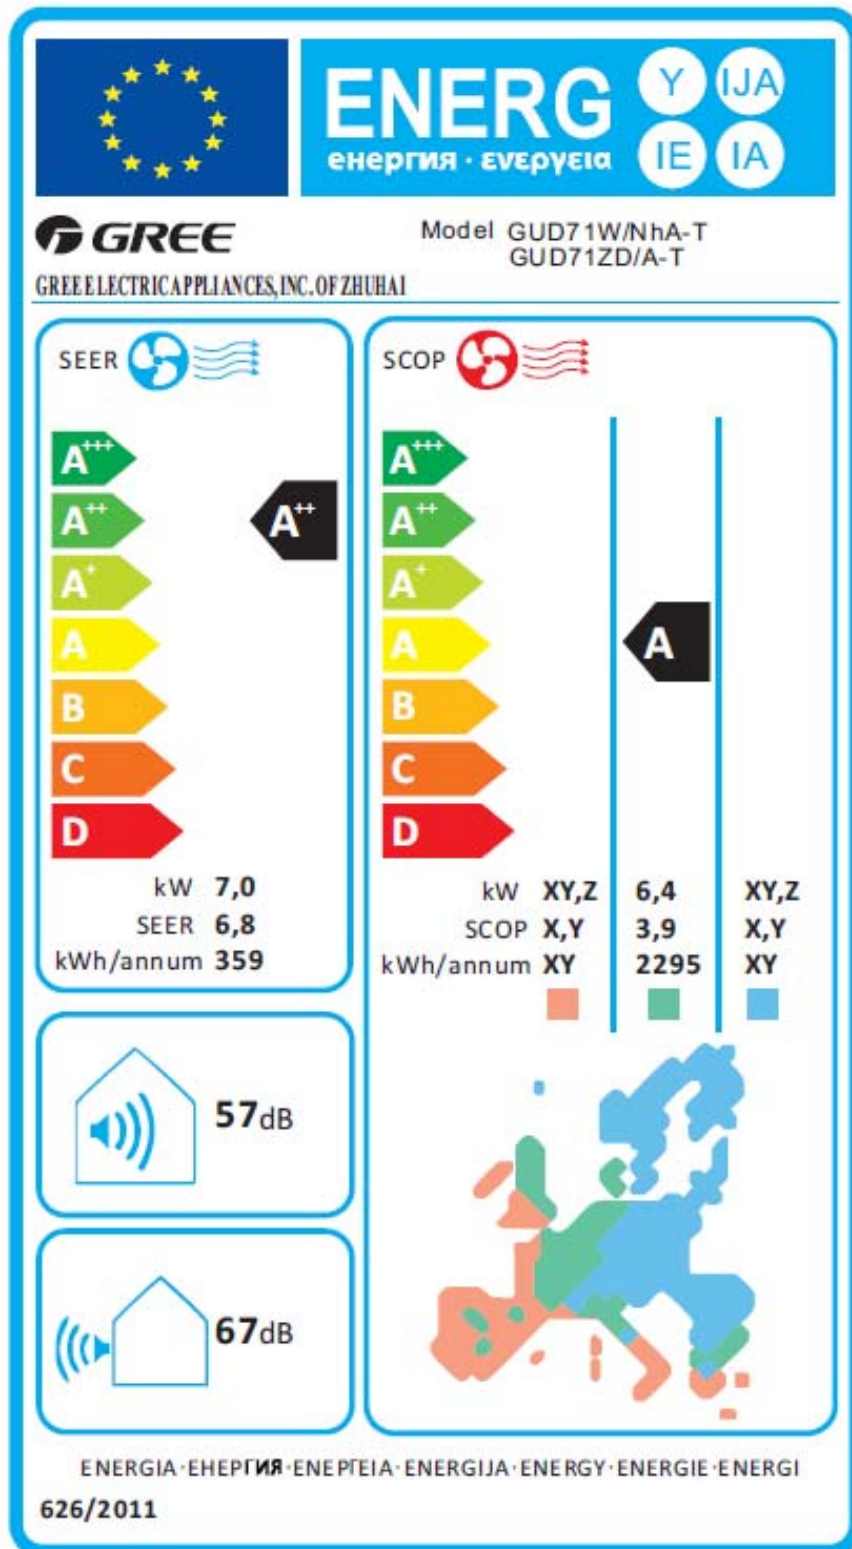 ENERG Y IJA
енергия · ενεργεια IE IA
GREE
Model GUD71W/NhA-T
GUD71ZD/A-T
GREE ELECTRIC APPLIANCES, INC. OF ZHUHAI
SEER
A+++
A++
A+
A
B
C
D
A++
kW 7,0
SEER 6,8
kWh/annum 359
SCOP
A+++
A++
A+
A
B
C
D
A
kW XY,Z 6,4 XY,Z
SCOP X,Y 3,9 X,Y
kWh/annum XY 2295 XY
57dB
67dB
ENERGIA·ЕНЕРГИЯ·ΕΝΕΡΓΕΙΑ·ENERGIJA·ENERGY·ENERGIE·ENERGI
626/2011